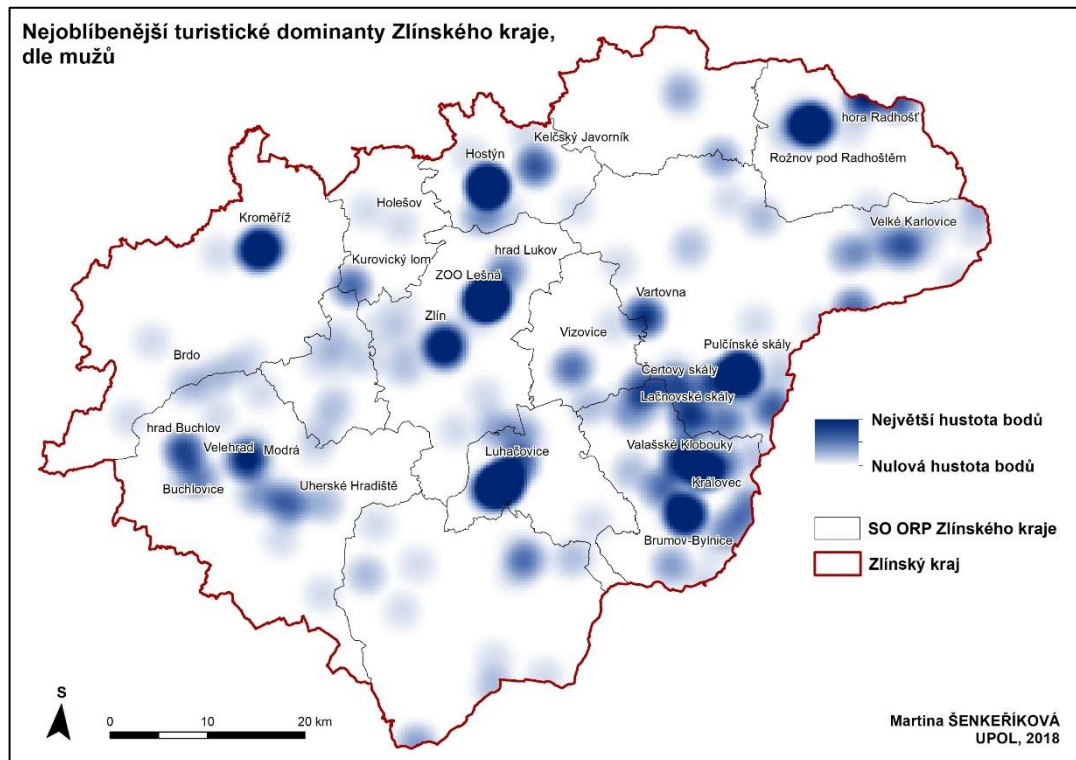 Nejoblíbenější turistické dominanty Zlínského kraje,
dle mužů
hora Radhošť
Rožnov pod Radhoštěm
Kelčský Javorník
Hostýn
Holešov
Kroměříž
Velké Karlovice
hrad Lukov
Kurovický lom
ZOO Lešná
Vartovna
Zlín
Vizovice
Pulčínské skály
Brdo
Čertovy skály
Lačnovské skály
hrad Buchlov
Velehrad
Modrá
Luhačovice
Valašské Klobouky
Královec
Buchlovice
Uherské Hradiště
Brumov-Bylnice
Největší hustota bodů
Nulová hustota bodů
SO ORP Zlínského kraje
Zlínský kraj
S
0 10 20 km
Martina ŠENKEŘÍKOVÁ
UPOL, 2018